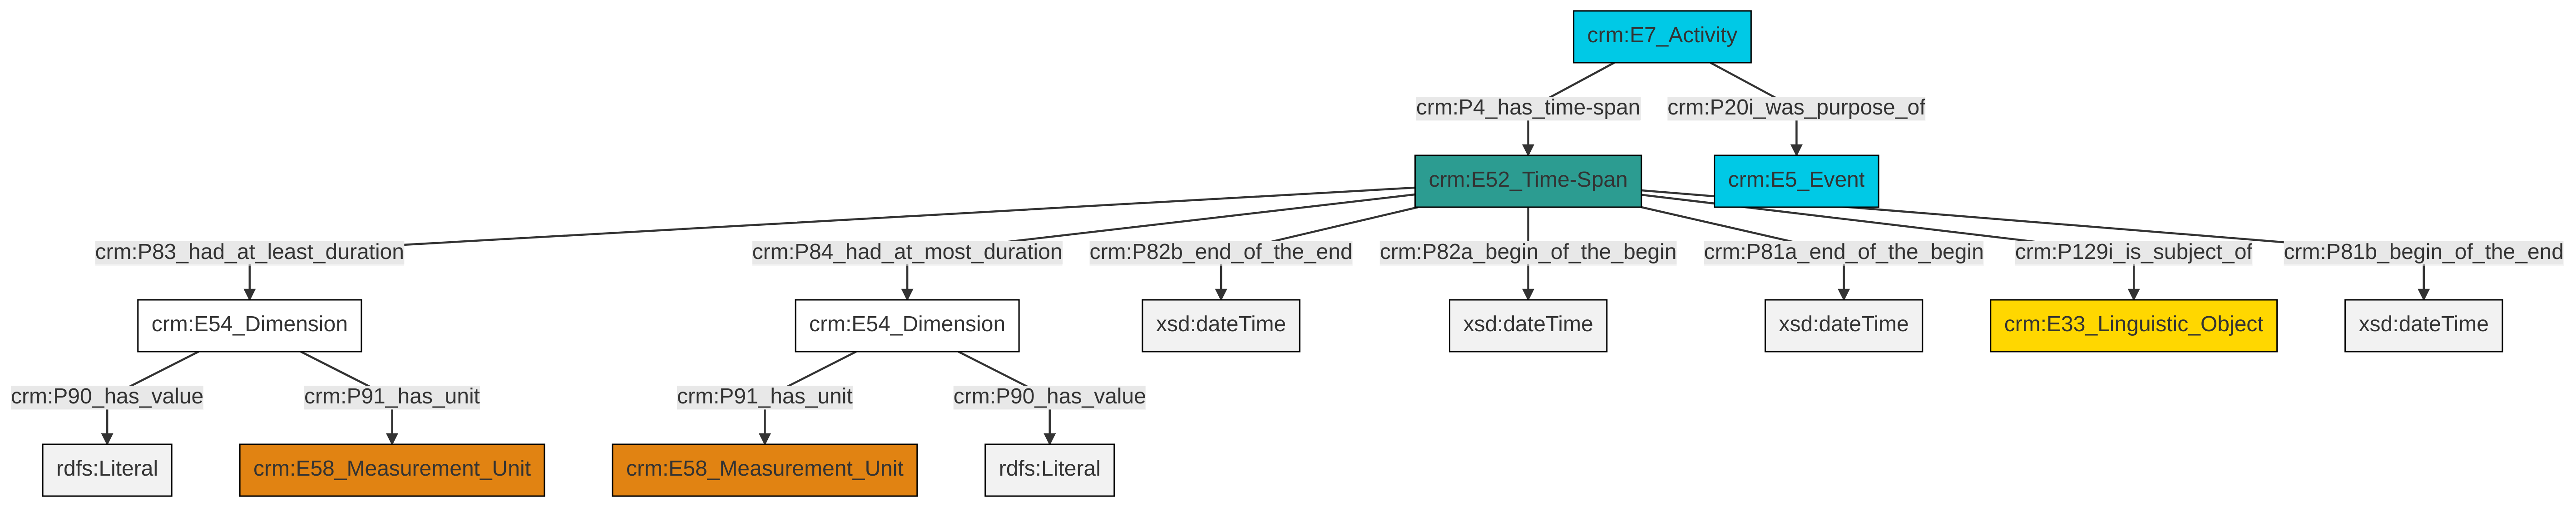 crm:E7_Activity
crm:P4_has_time-span
crm:P20i_was_purpose_of
crm:E52_Time-Span
crm:E5_Event
crm:P83_had_at_least_duration
crm:P84_had_at_most_duration
crm:P82b_end_of_the_end
crm:P82a_begin_of_the_begin
crm:P81a_end_of_the_begin
crm:P129i_is_subject_of
crm:P81b_begin_of_the_end
crm:E54_Dimension
crm:E54_Dimension
xsd:dateTime
xsd:dateTime
xsd:dateTime
crm:E33_Linguistic_Object
xsd:dateTime
crm:P90_has_value
crm:P91_has_unit
crm:P91_has_unit
crm:P90_has_value
rdfs:Literal
crm:E58_Measurement_Unit
crm:E58_Measurement_Unit
rdfs:Literal